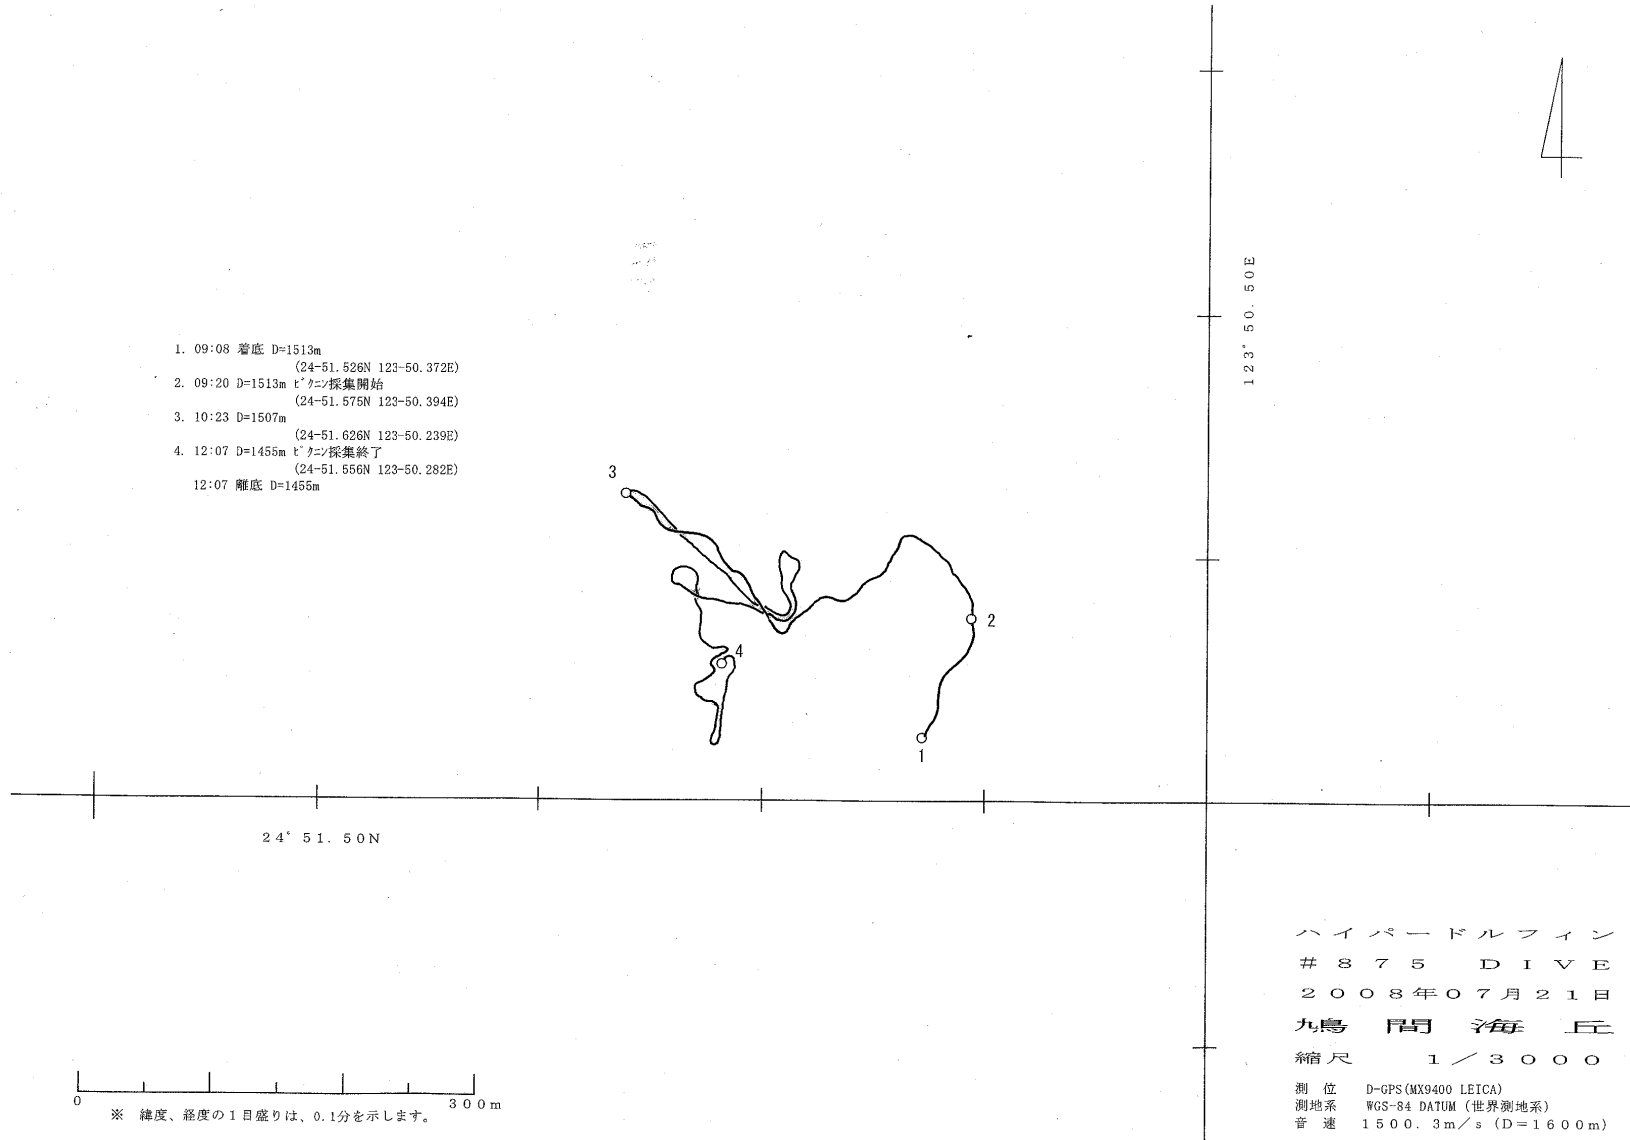 1. 09:08 着底 D=1513m
(24-51.526N 123-50.372E)
2. 09:20 D=1513m ﾋﾞｸﾆﾝ採集開始
(24-51.575N 123-50.394E)
3. 10:23 D=1507m
(24-51.626N 123-50.239E)
4. 12:07 D=1455m ﾋﾞｸﾆﾝ採集終了
(24-51.556N 123-50.282E)
12:07 離底 D=1455m
123°50.50E
3
2
4
1
24°51.50N
0
300m
※ 緯度、経度の1目盛りは、0.1分を示します。
ハイパードルフィン
#875 DIVE
2008年07月21日
鳩間海丘
縮尺 1/3000
測位 D-GPS(MX9400 LEICA)
測地系 WGS-84 DATUM (世界測地系)
音速 1500.3m/s (D=1600m)